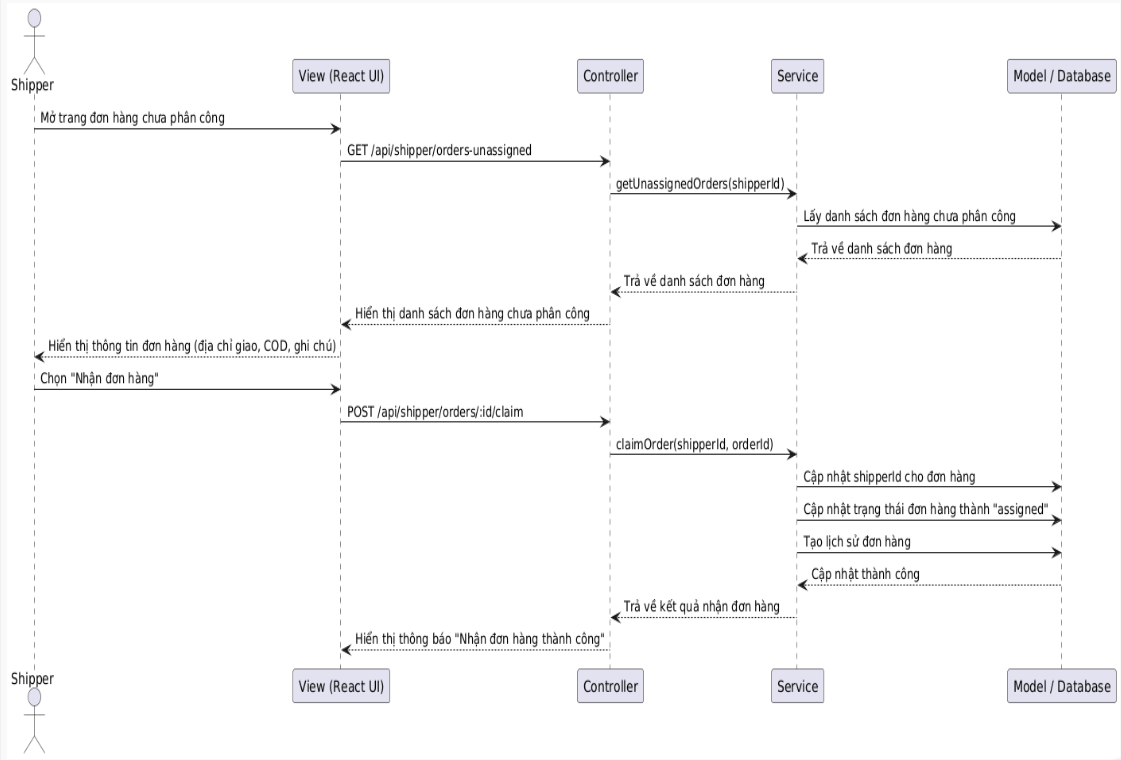 Shipper
View (React UI)
Controller
Service
Model / Database
Mở trang đơn hàng chưa phân công
GET /api/shipper/orders-unassigned
getUnassignedOrders(shipperId)
Lấy danh sách đơn hàng chưa phân công
Trả về danh sách đơn hàng
Trả về danh sách đơn hàng
Hiển thị danh sách đơn hàng chưa phân công
Hiển thị thông tin đơn hàng (địa chỉ giao, COD, ghi chú)
Chọn "Nhận đơn hàng"
POST /api/shipper/orders/:id/claim
claimOrder(shipperId, orderId)
Cập nhật shipperId cho đơn hàng
Cập nhật trạng thái đơn hàng thành "assigned"
Tạo lịch sử đơn hàng
Cập nhật thành công
Trả về kết quả nhận đơn hàng
Hiển thị thông báo "Nhận đơn hàng thành công"
Shipper
View (React UI)
Controller
Service
Model / Database